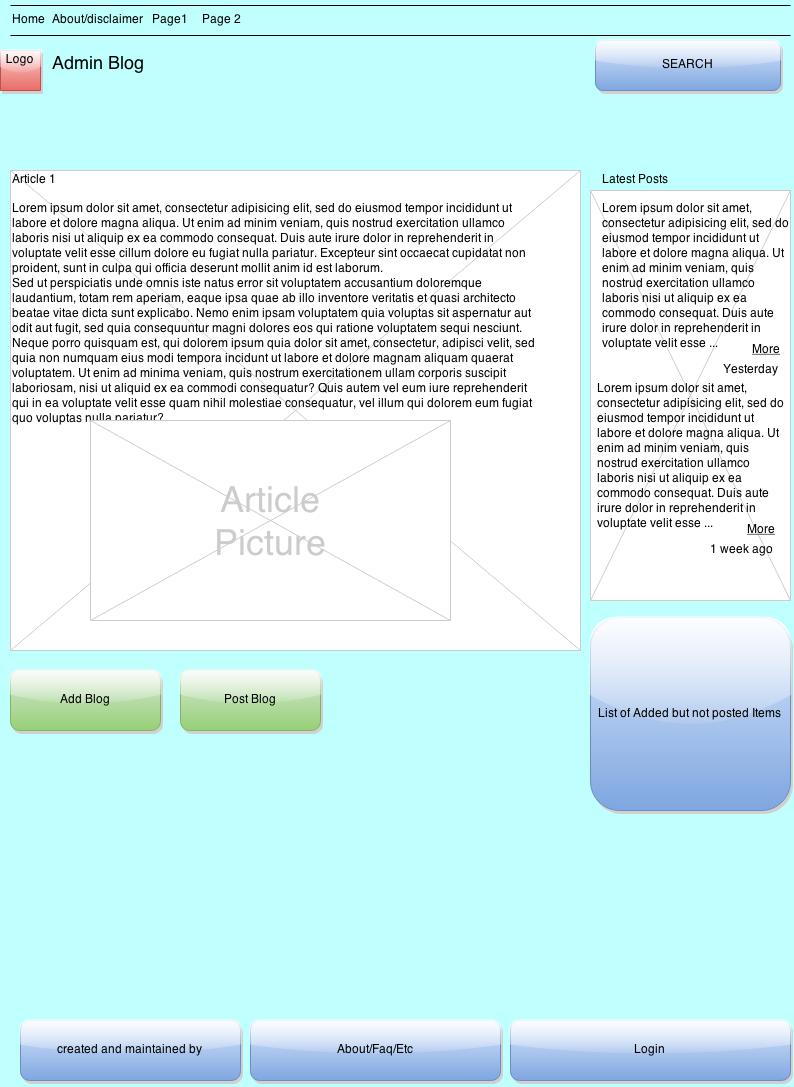 Home About/disclaimer Page1 Page 2
Logo
Admin Blog
SEARCH
Article 1
Lorem ipsum dolor sit amet, consectetur adipisicing elit, sed do eiusmod tempor incididunt ut
labore et dolore magna aliqua. Ut enim ad minim veniam, quis nostrud exercitation ullamco
laboris nisi ut aliquip ex ea commodo consequat. Duis aute irure dolor in reprehenderit in
voluptate velit esse cillum dolore eu fugiat nulla pariatur. Excepteur sint occaecat cupidatat non
proident, sunt in culpa qui officia deserunt mollit anim id est laborum.
Sed ut perspiciatis unde omnis iste natus error sit voluptatem accusantium doloremque
laudantium, totam rem aperiam, eaque ipsa quae ab illo inventore veritatis et quasi architecto
beatae vitae dicta sunt explicabo. Nemo enim ipsam voluptatem quia voluptas sit aspernatur aut
odit aut fugit, sed quia consequuntur magni dolores eos qui ratione voluptatem sequi nesciunt.
Neque porro quisquam est, qui dolorem ipsum quia dolor sit amet, consectetur, adipisci velit, sed
quia non numquam eius modi tempora incidunt ut labore et dolore magnam aliquam quaerat
voluptatem. Ut enim ad minima veniam, quis nostrum exercitationem ullam corporis suscipit
laboriosam, nisi ut aliquid ex ea commodi consequatur? Quis autem vel eum iure reprehenderit
qui in ea voluptate velit esse quam nihil molestiae consequatur, vel illum qui dolorem eum fugiat
quo voluptas nulla pariatur?
Article
Picture
Latest Posts
Lorem ipsum dolor sit amet,
consectetur adipisicing elit, sed do
eiusmod tempor incididunt ut
labore et dolore magna aliqua. Ut
enim ad minim veniam, quis
nostrud exercitation ullamco
laboris nisi ut aliquip ex ea
commodo consequat. Duis aute
irure dolor in reprehenderit in
voluptate velit esse ...
More
Yesterday
Lorem ipsum dolor sit amet,
consectetur adipisicing elit, sed do
eiusmod tempor incididunt ut
labore et dolore magna aliqua. Ut
enim ad minim veniam, quis
nostrud exercitation ullamco
laboris nisi ut aliquip ex ea
commodo consequat. Duis aute
irure dolor in reprehenderit in
voluptate velit esse ...
More
1 week ago
Add Blog
Post Blog
List of Added but not posted Items
created and maintained by
About/Faq/Etc
Login